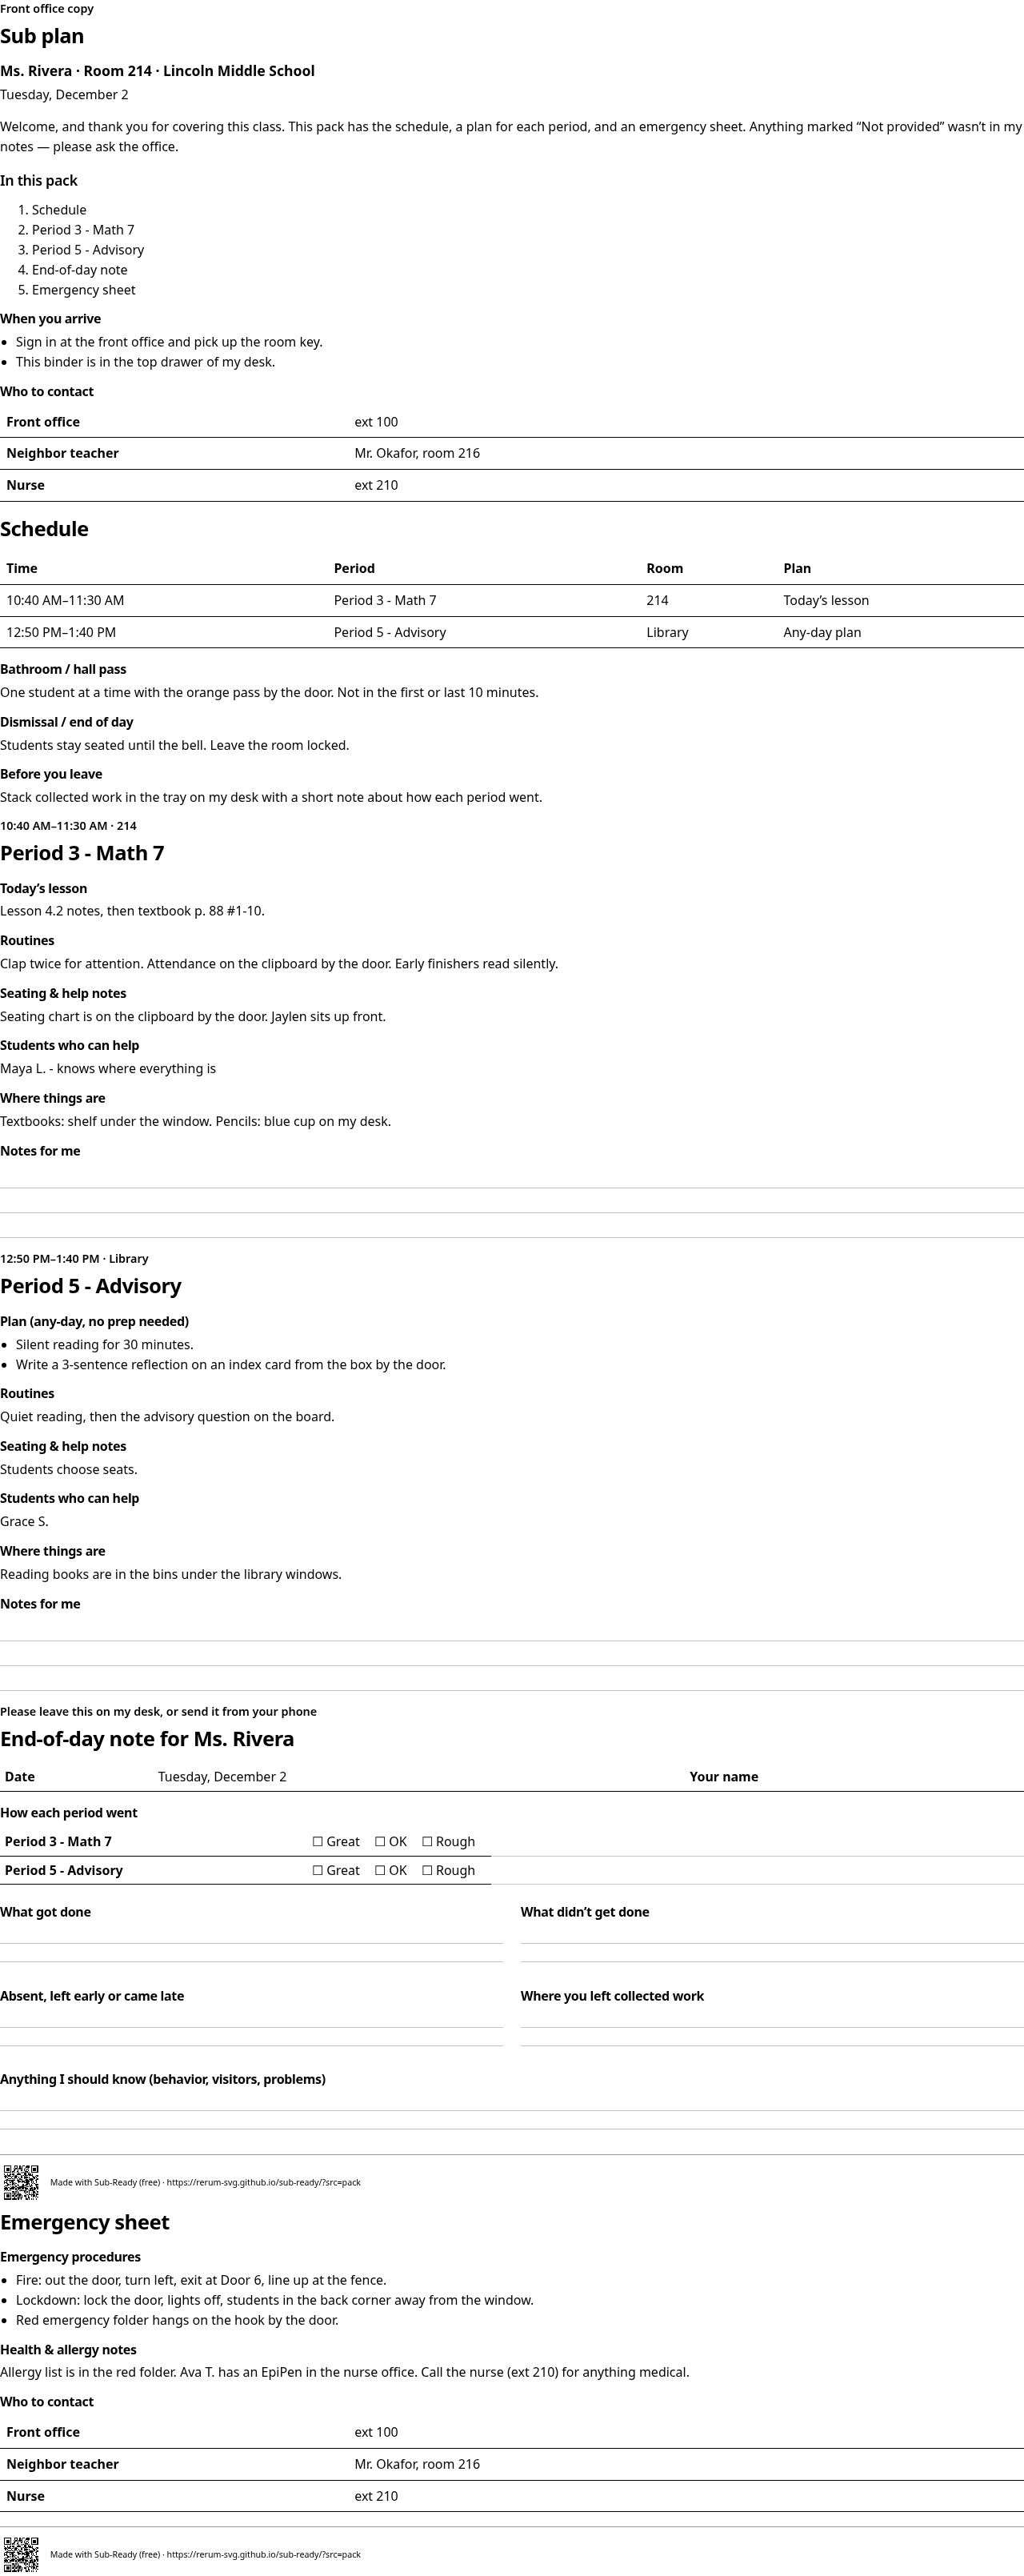 Front office copy
Sub plan
Ms. Rivera · Room 214 · Lincoln Middle School
Tuesday, December 2
Welcome, and thank you for covering this class. This pack has the schedule, a plan for each period, and an emergency sheet. Anything marked “Not provided” wasn’t in my
notes — please ask the office.
In this pack
1. Schedule
2. Period 3 - Math 7
3. Period 5 - Advisory
4. End-of-day note
5. Emergency sheet
When you arrive
• Sign in at the front office and pick up the room key.
• This binder is in the top drawer of my desk.
Who to contact
Front office ext 100
Neighbor teacher Mr. Okafor, room 216
Nurse ext 210
Schedule
Time Period Room Plan
10:40 AM–11:30 AM Period 3 - Math 7 214 Today’s lesson
12:50 PM–1:40 PM Period 5 - Advisory Library Any-day plan
Bathroom / hall pass
One student at a time with the orange pass by the door. Not in the first or last 10 minutes.
Dismissal / end of day
Students stay seated until the bell. Leave the room locked.
Before you leave
Stack collected work in the tray on my desk with a short note about how each period went.
10:40 AM–11:30 AM · 214
Period 3 - Math 7
Today’s lesson
Lesson 4.2 notes, then textbook p. 88 #1-10.
Routines
Clap twice for attention. Attendance on the clipboard by the door. Early finishers read silently.
Seating & help notes
Seating chart is on the clipboard by the door. Jaylen sits up front.
Students who can help
Maya L. - knows where everything is
Where things are
Textbooks: shelf under the window. Pencils: blue cup on my desk.
Notes for me
12:50 PM–1:40 PM · Library
Period 5 - Advisory
Plan (any-day, no prep needed)
• Silent reading for 30 minutes.
• Write a 3-sentence reflection on an index card from the box by the door.
Routines
Quiet reading, then the advisory question on the board.
Seating & help notes
Students choose seats.
Students who can help
Grace S.
Where things are
Reading books are in the bins under the library windows.
Notes for me
Please leave this on my desk, or send it from your phone
End-of-day note for Ms. Rivera
Date Tuesday, December 2 Your name
How each period went
Period 3 - Math 7 ☐ Great ☐ OK ☐ Rough
Period 5 - Advisory ☐ Great ☐ OK ☐ Rough
What got done What didn’t get done
Absent, left early or came late Where you left collected work
Anything I should know (behavior, visitors, problems)
Made with Sub-Ready (free) · https://rerum-svg.github.io/sub-ready/?src=pack
Emergency sheet
Emergency procedures
• Fire: out the door, turn left, exit at Door 6, line up at the fence.
• Lockdown: lock the door, lights off, students in the back corner away from the window.
• Red emergency folder hangs on the hook by the door.
Health & allergy notes
Allergy list is in the red folder. Ava T. has an EpiPen in the nurse office. Call the nurse (ext 210) for anything medical.
Who to contact
Front office ext 100
Neighbor teacher Mr. Okafor, room 216
Nurse ext 210
Made with Sub-Ready (free) · https://rerum-svg.github.io/sub-ready/?src=pack